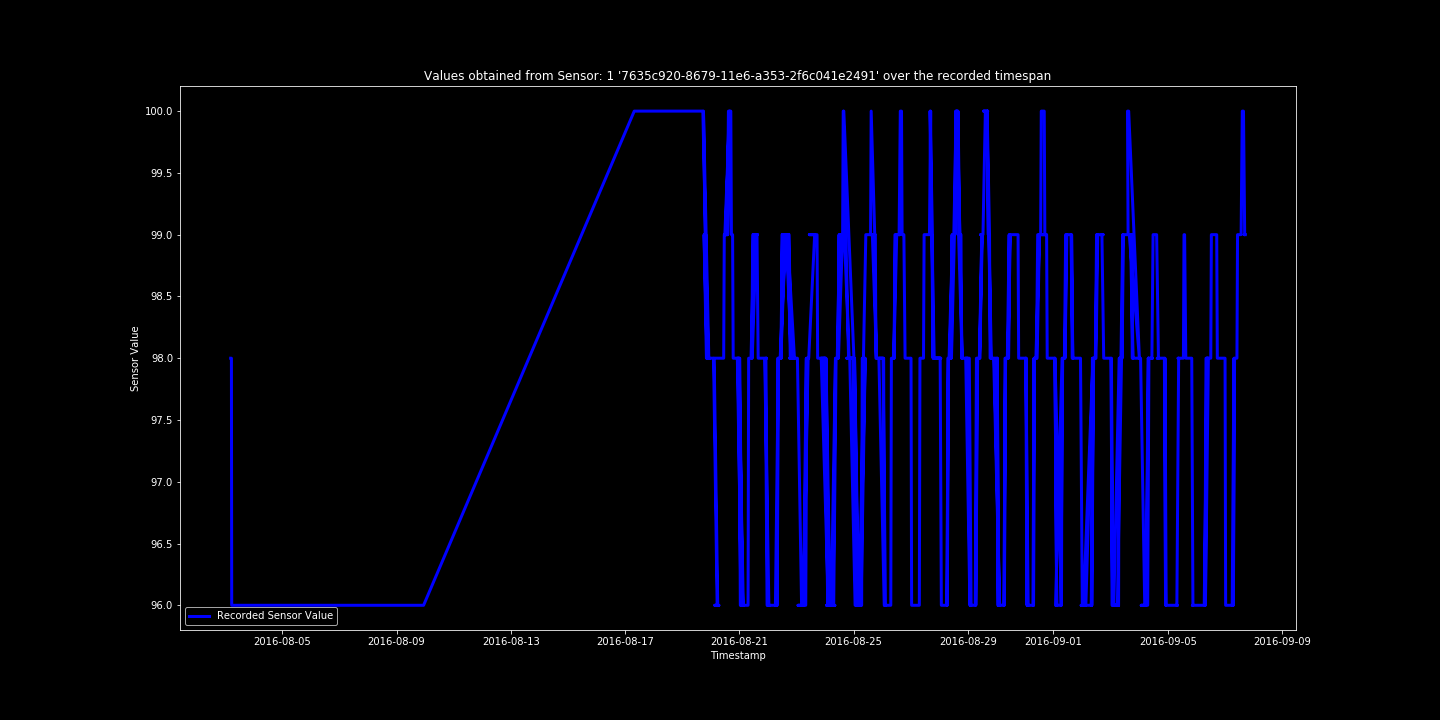 Values obtained from Sensor: 1 '7635c920-8679-11e6-a353-2f6c041e2491' over the recorded timespan
100.0
99.5
99.0
98.5
98.0
97.5
97.0
96.5
96.0
Sensor Value
Recorded Sensor Value
2016-08-05 2016-08-09 2016-08-13 2016-08-17 2016-08-21 2016-08-25 2016-08-29 2016-09-01 2016-09-05 2016-09-09
Timestamp